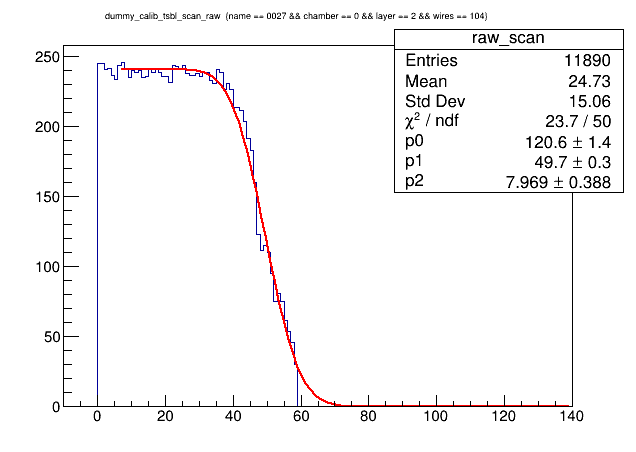 dummy_calib_tsbl_scan_raw (name == 0027 && chamber == 0 && layer == 2 && wires == 104)
raw_scan
Entries 11890
Mean 24.73
Std Dev 15.06
χ² / ndf 23.7 / 50
p0 120.6 ± 1.4
p1 49.7 ± 0.3
p2 7.969 ± 0.388
250
200
150
100
50
0
0 20 40 60 80 100 120 140